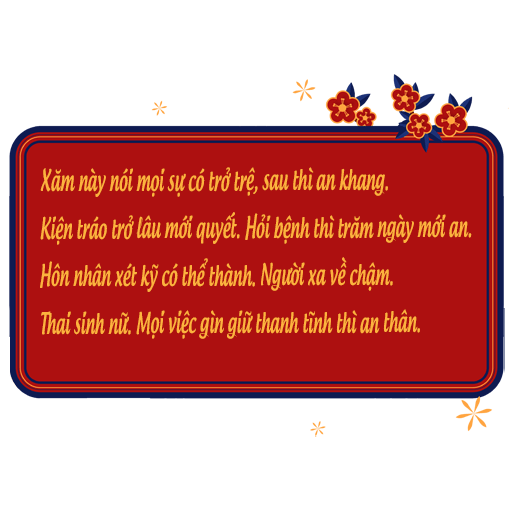 Xăm này nói mọi sự có trở trệ, sau thì an khang.
Kiện tráo trở lâu mới quyết. Hỏi bệnh thì trăm ngày mới an.
Hôn nhân xét kỹ có thể thành. Người xa về chậm.
Thai sinh nữ. Mọi việc gìn giữ thanh tĩnh thì an thân.